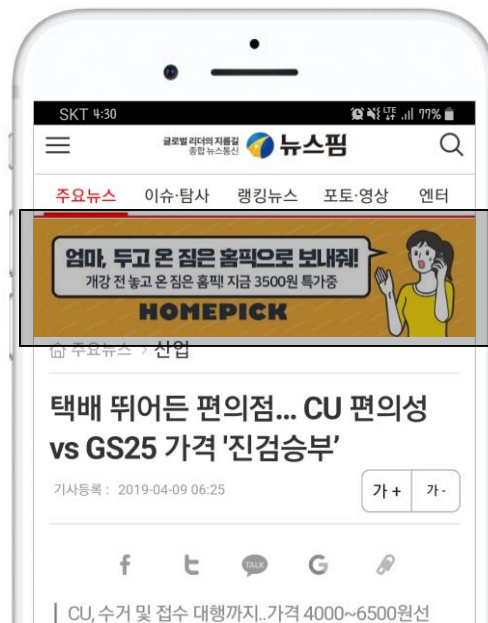 SKT 4:30
LTE
77%
글로벌 리더의 지름길
종합 뉴스통신
뉴스핌
주요뉴스 이슈·탐사 랭킹뉴스 포토·영상 엔터
엄마, 두고 온 짐은 홈픽으로 보내줘!
개강 전 놓고 온 짐은 홈픽! 지금 3500원 특가중
HOMEPICK
주요뉴스 > 산업
택배 뛰어든 편의점... CU 편의성
vs GS25 가격 '진검승부'
기사등록 : 2019-04-09 06:25
가 + 가 -
f t TALK G
CU, 수거 및 접수 대행까지..가격 4000~6500원선